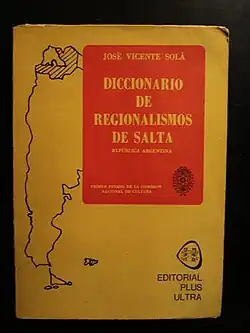 JOSÉ VICENTE SOLÁ
DICCIONARIO
DE
REGIONALISMOS
DE SALTA
REPÚBLICA ARGENTINA
PRIMER PREMIO DE LA COMISIÓN
NACIONAL DE CULTURA
EDITORIAL
PLUS
ULTRA